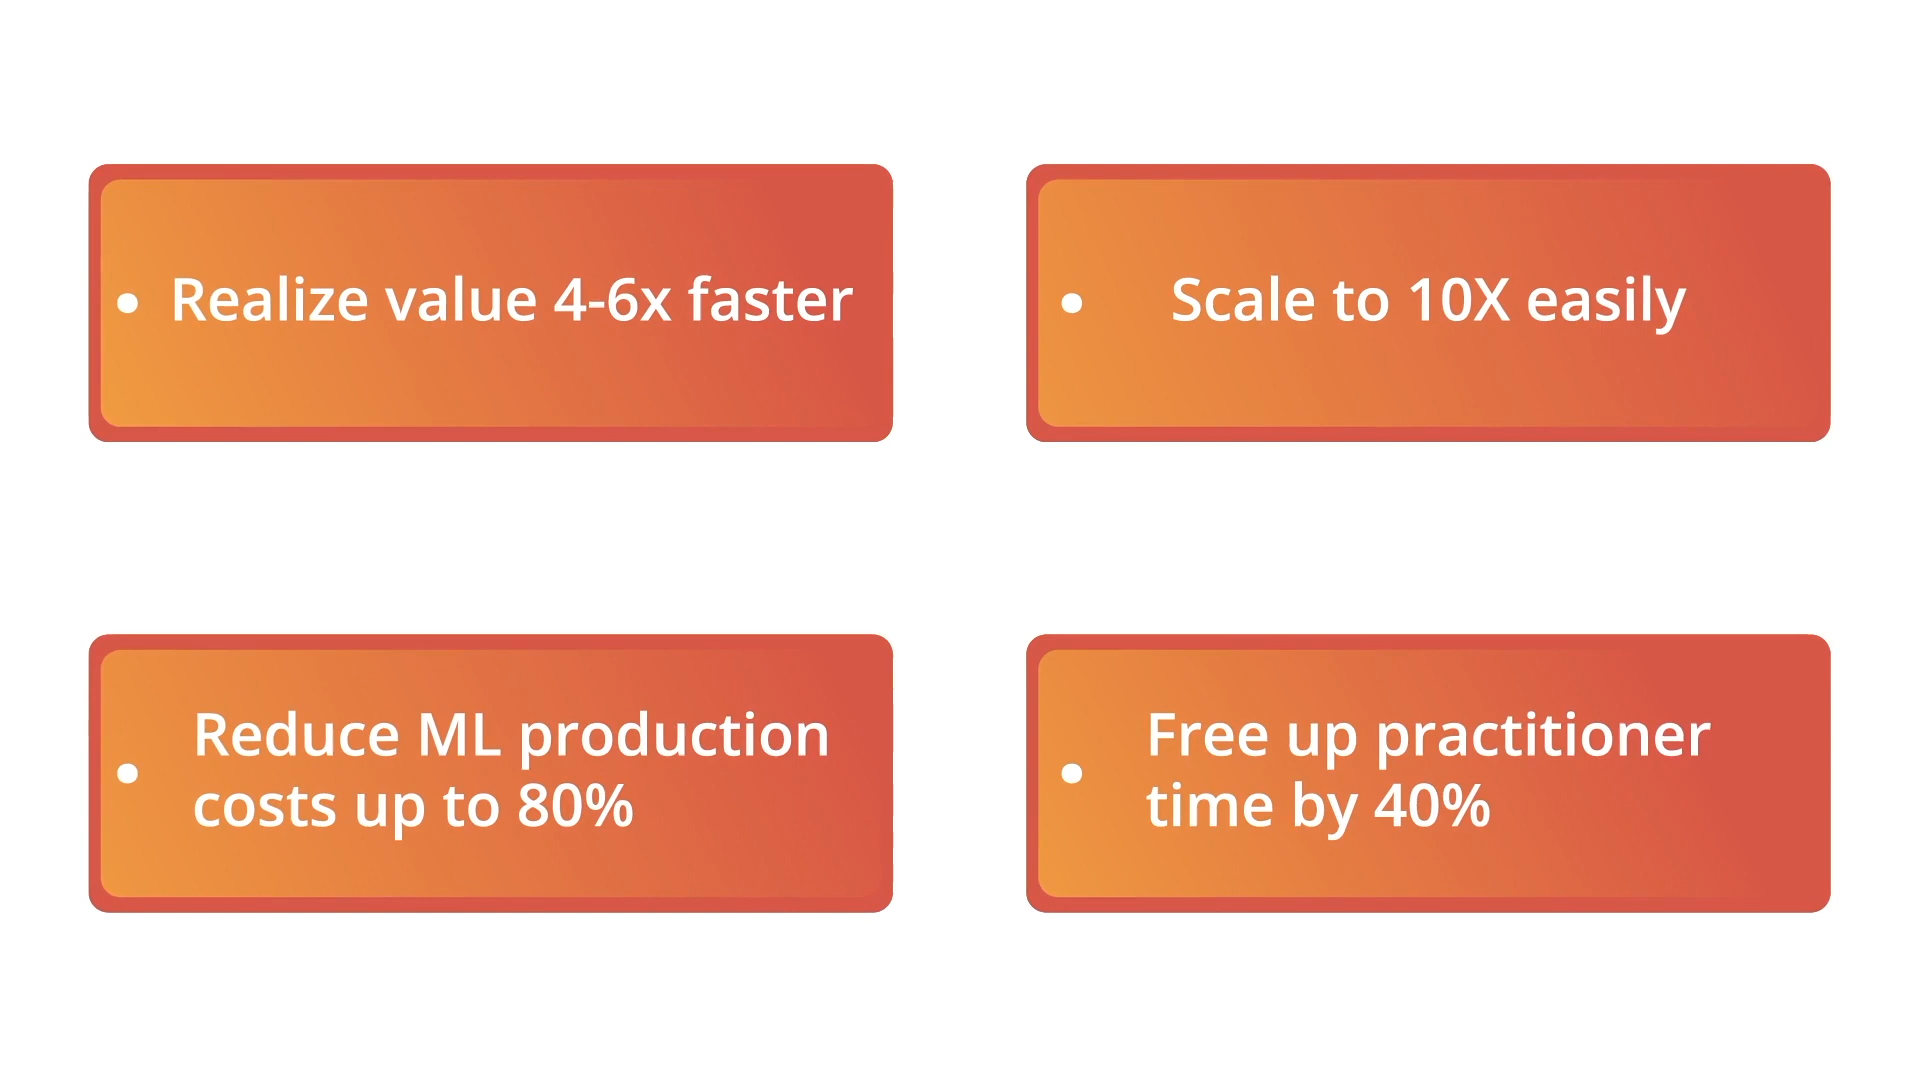 • Realize value 4-6x faster
• Scale to 10X easily
• Reduce ML production
costs up to 80%
• Free up practitioner
time by 40%